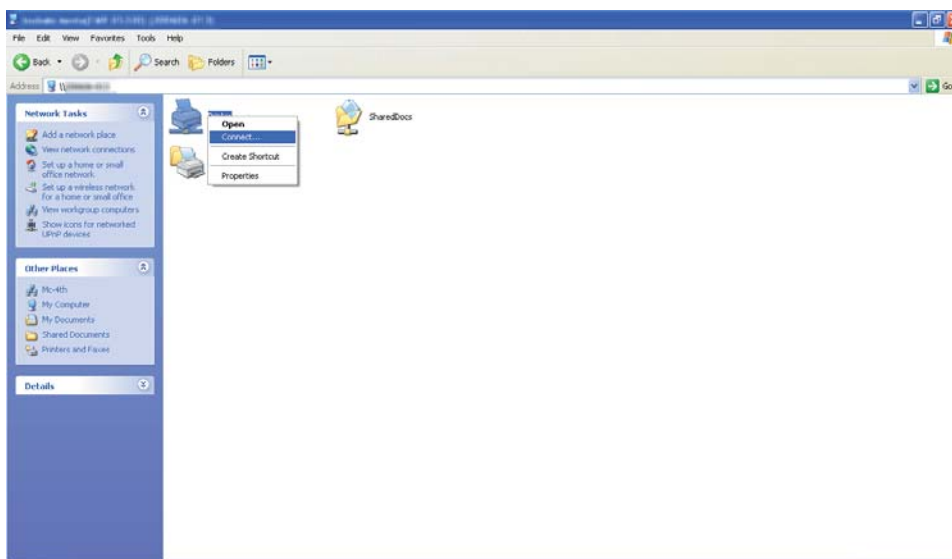 File Edit View Favorites Tools Help
Back Search Folders
Address \\
Go
Network Tasks
Add a network place
View network connections
Set up a home or small
office network
Set up a wireless network
for a home or small office
View workgroup computers
Show icons for networked
UPnP devices
Other Places
Mc-4th
My Computer
My Documents
Shared Documents
Printers and Faxes
Details
Open
Connect...
Create Shortcut
Properties
SharedDocs